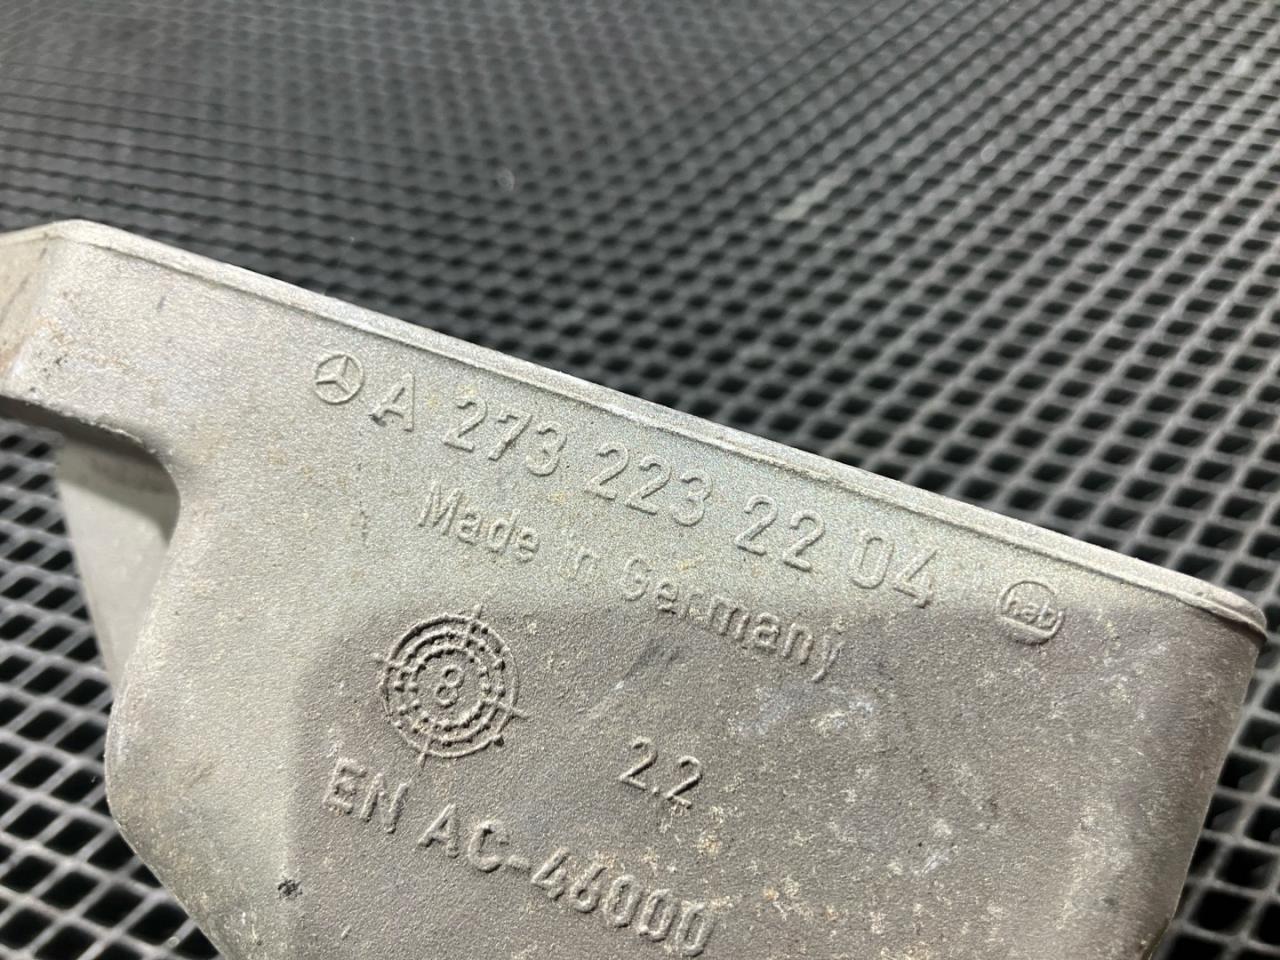 A 273 223 22 04
hab
Made in Germany
8
2.2
EN AC-46000